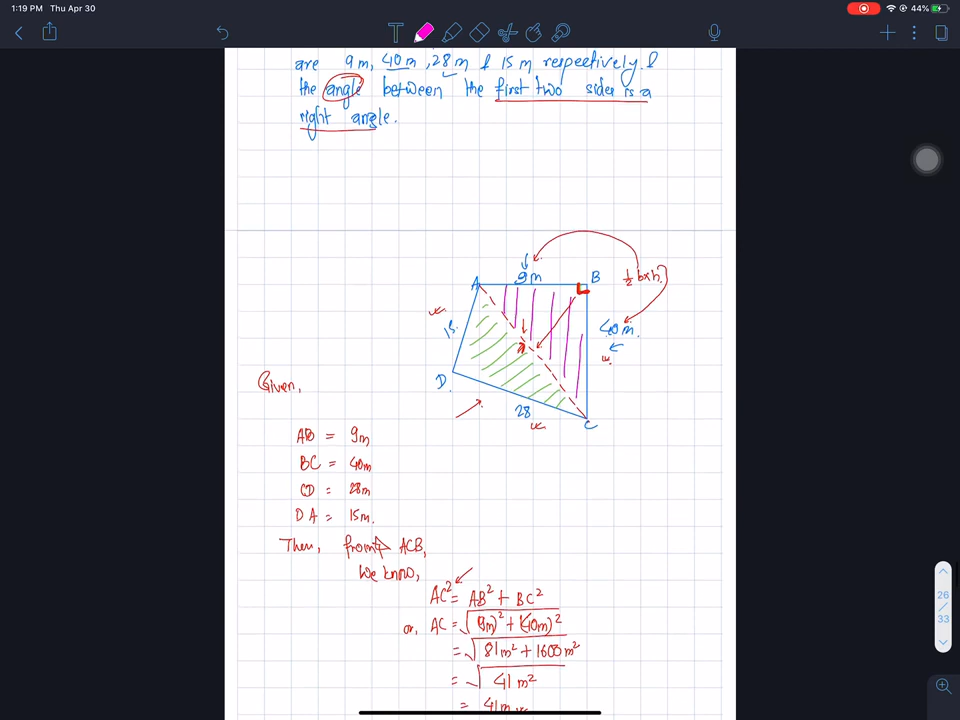 1:19 PM Thu Apr 30
44%
are 9m, 40m, 28m & 15m respectively. &
the angle between the first two sides is a
right angle.
9m
A
B
½ b×h
40m
15
D
28
C
Given,
AB = 9m
BC = 40m
CD = 28m
DA = 15m.
Then, from ACB,
We know,
AC² = AB² + BC²
or, AC = √(9m)² + (40m)²
= √81m² + 1600m²
= √41m²
= 41m
26
/
33